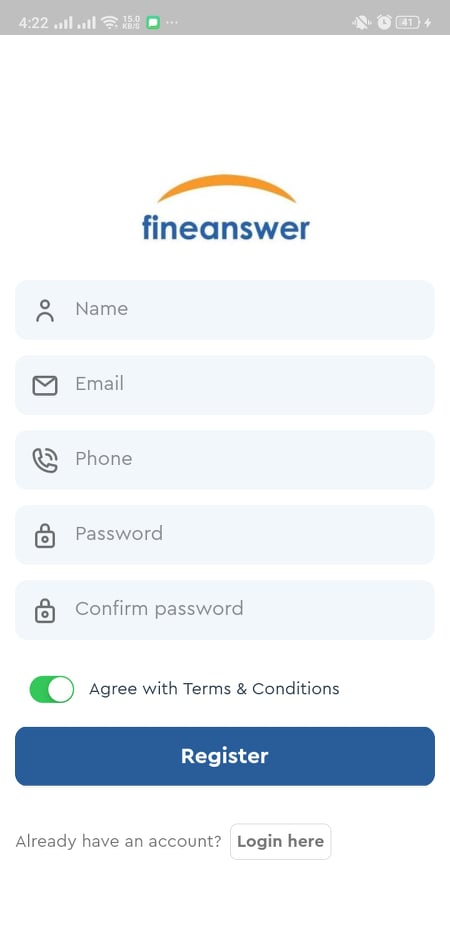 4:22 15.0 KB/S ··· 41
fineanswer
Name
Email
Phone
Password
Confirm password
Agree with Terms & Conditions
Register
Already have an account? Login here